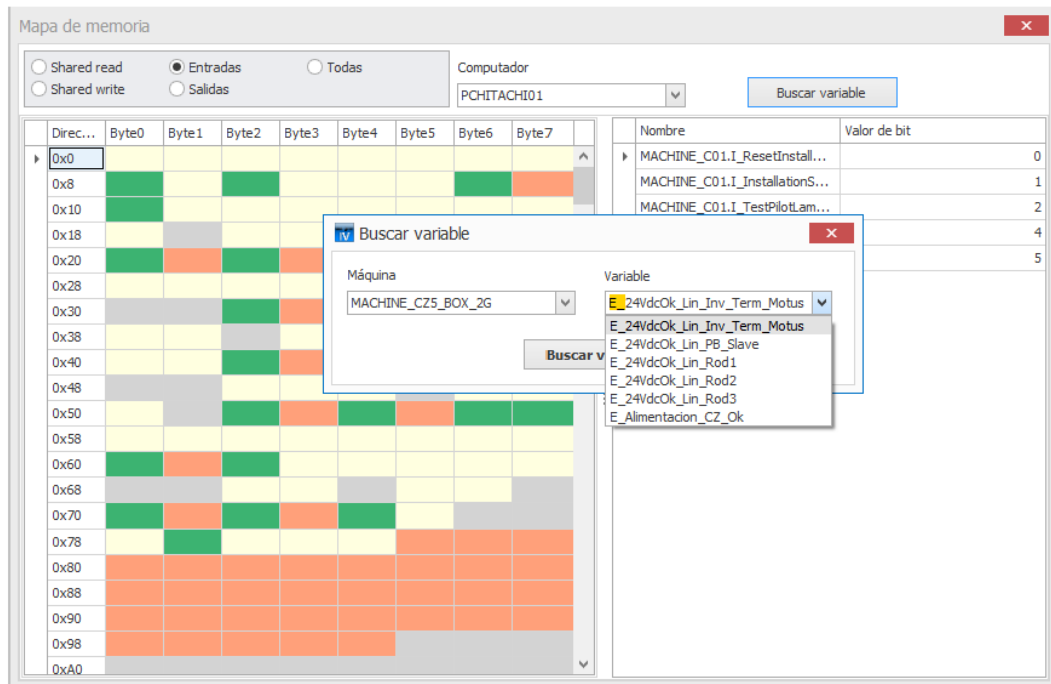 Mapa de memoria
Shared read Entradas Todas
Shared write Salidas
Computador
PCHITACHI01
Buscar variable
Direc... Byte0 Byte1 Byte2 Byte3 Byte4 Byte5 Byte6 Byte7
0x0
0x8
0x10
0x18
0x20
0x28
0x30
0x38
0x40
0x48
0x50
0x58
0x60
0x68
0x70
0x78
0x80
0x88
0x90
0x98
0xA0
Nombre Valor de bit
MACHINE_C01.I_ResetInstall... 0
MACHINE_C01.I_InstallationS... 1
MACHINE_C01.I_TestPilotLam... 2
4
5
Buscar variable
Máquina
MACHINE_CZ5_BOX_2G
Variable
E_24VdcOk_Lin_Inv_Term_Motus
E_24VdcOk_Lin_Inv_Term_Motus
E_24VdcOk_Lin_PB_Slave
E_24VdcOk_Lin_Rod1
E_24VdcOk_Lin_Rod2
E_24VdcOk_Lin_Rod3
E_Alimentacion_CZ_Ok
Buscar v